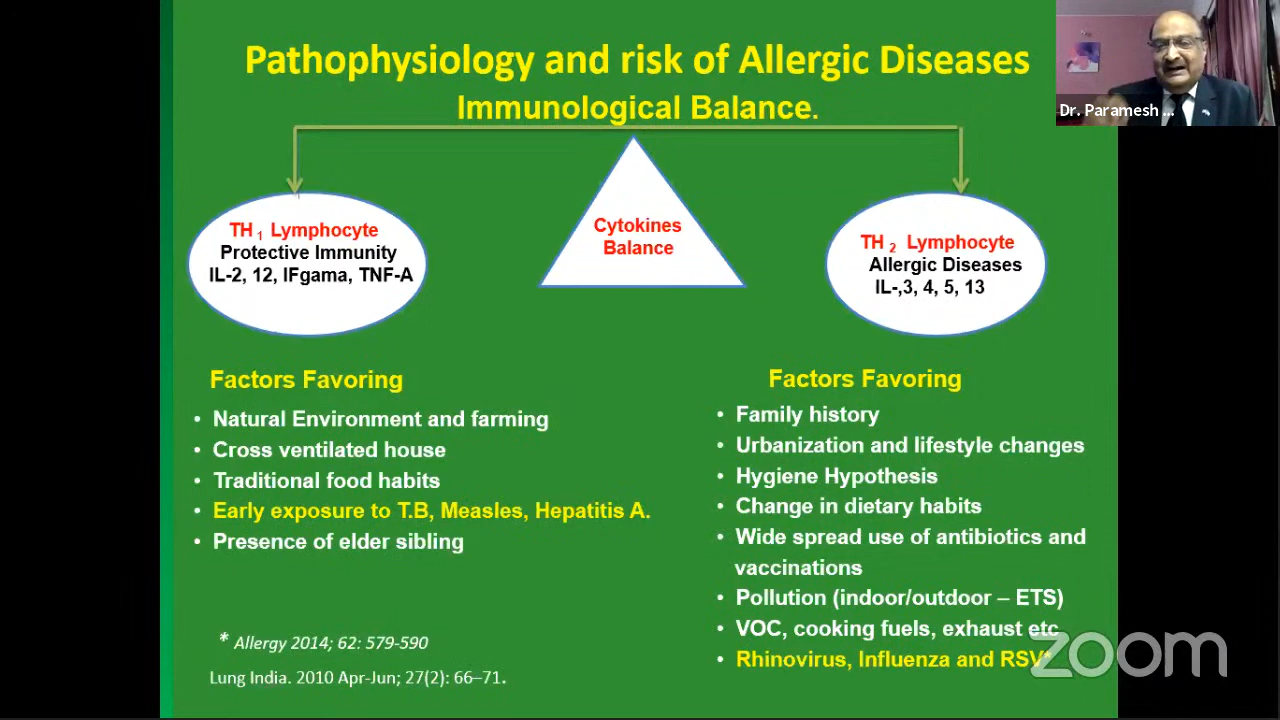 Pathophysiology and risk of Allergic Diseases
Immunological Balance.
Dr. Paramesh ...
TH 1 Lymphocyte
Protective Immunity
IL-2, 12, IFgama, TNF-A
Cytokines
Balance
TH 2 Lymphocyte
Allergic Diseases
IL-,3, 4, 5, 13
Factors Favoring
• Natural Environment and farming
• Cross ventilated house
• Traditional food habits
• Early exposure to T.B, Measles, Hepatitis A.
• Presence of elder sibling
* Allergy 2014; 62: 579-590
Lung India. 2010 Apr-Jun; 27(2): 66–71.
Factors Favoring
• Family history
• Urbanization and lifestyle changes
• Hygiene Hypothesis
• Change in dietary habits
• Wide spread use of antibiotics and
vaccinations
• Pollution (indoor/outdoor – ETS)
• VOC, cooking fuels, exhaust etc
• Rhinovirus, Influenza and RSV*
zoom